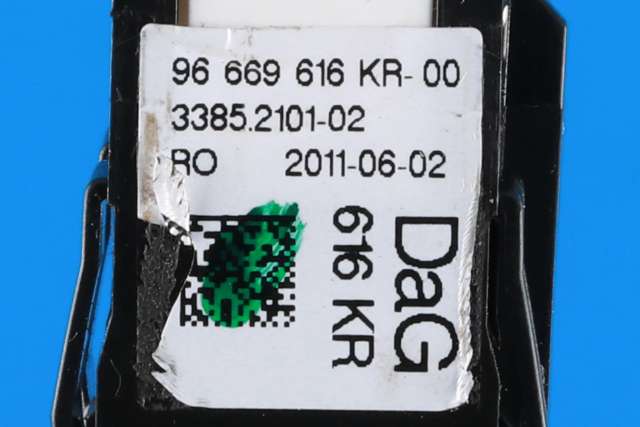 96 669 616 KR-00
3385.2101-02
RO 2011-06-02
DaG
616 KR